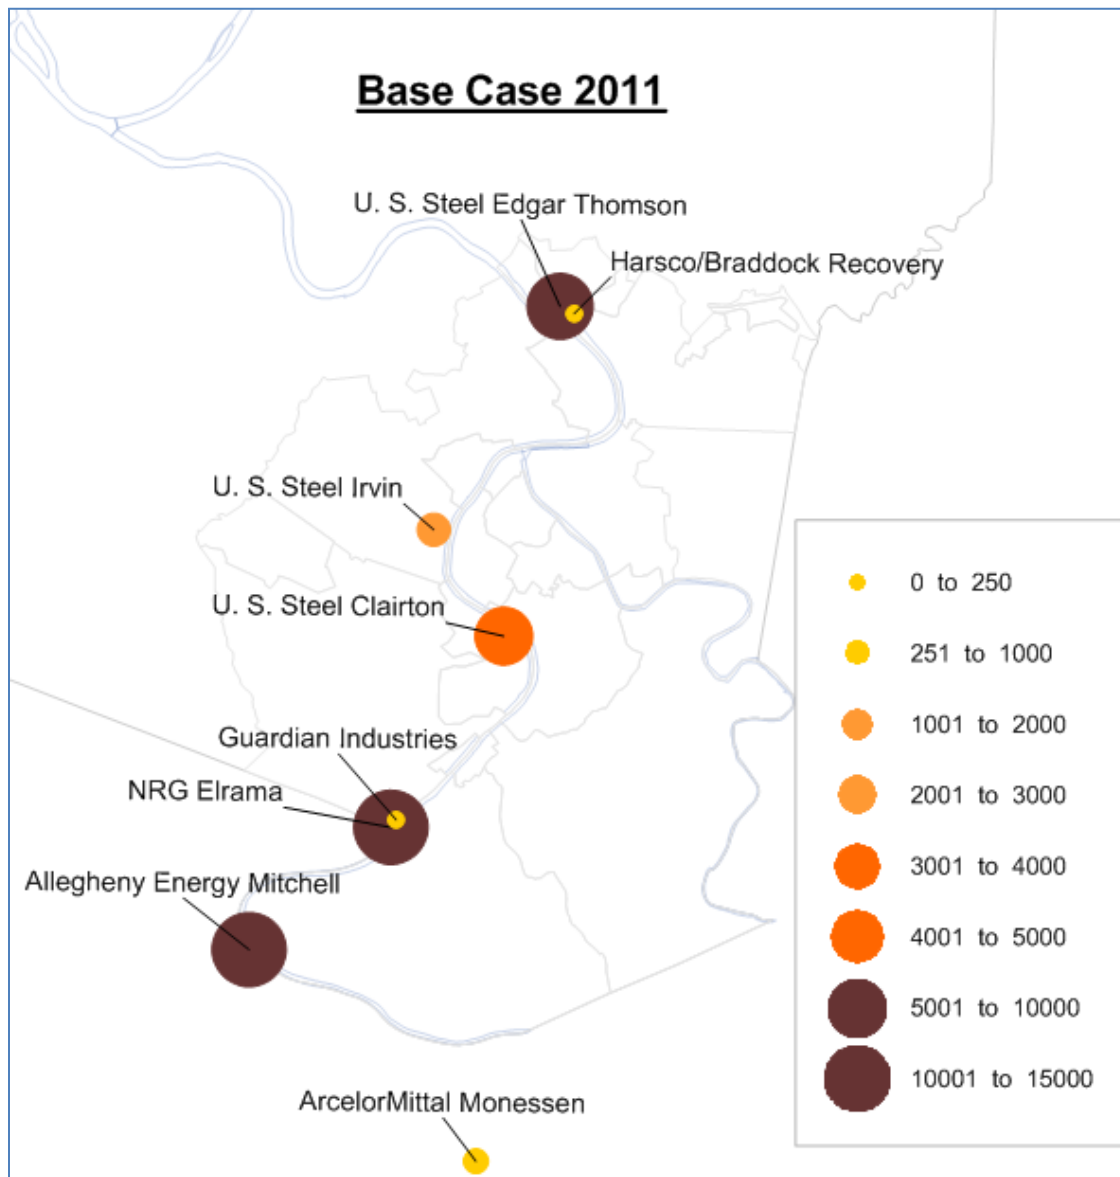 Base Case 2011
U. S. Steel Edgar Thomson
Harsco/Braddock Recovery
U. S. Steel Irvin
U. S. Steel Clairton
Guardian Industries
NRG Elrama
Allegheny Energy Mitchell
ArcelorMittal Monessen
0 to 250
251 to 1000
1001 to 2000
2001 to 3000
3001 to 4000
4001 to 5000
5001 to 10000
10001 to 15000